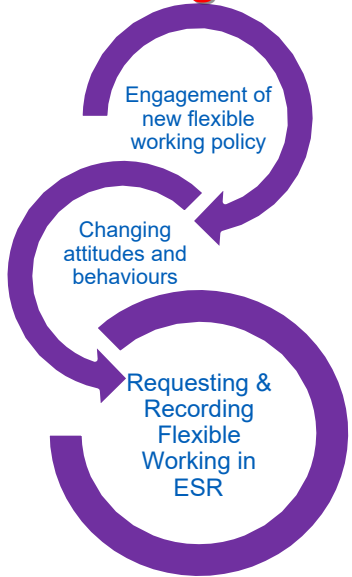 Engagement of
new flexible
working policy
Changing
attitudes and
behaviours
Requesting &
Recording
Flexible
Working in
ESR